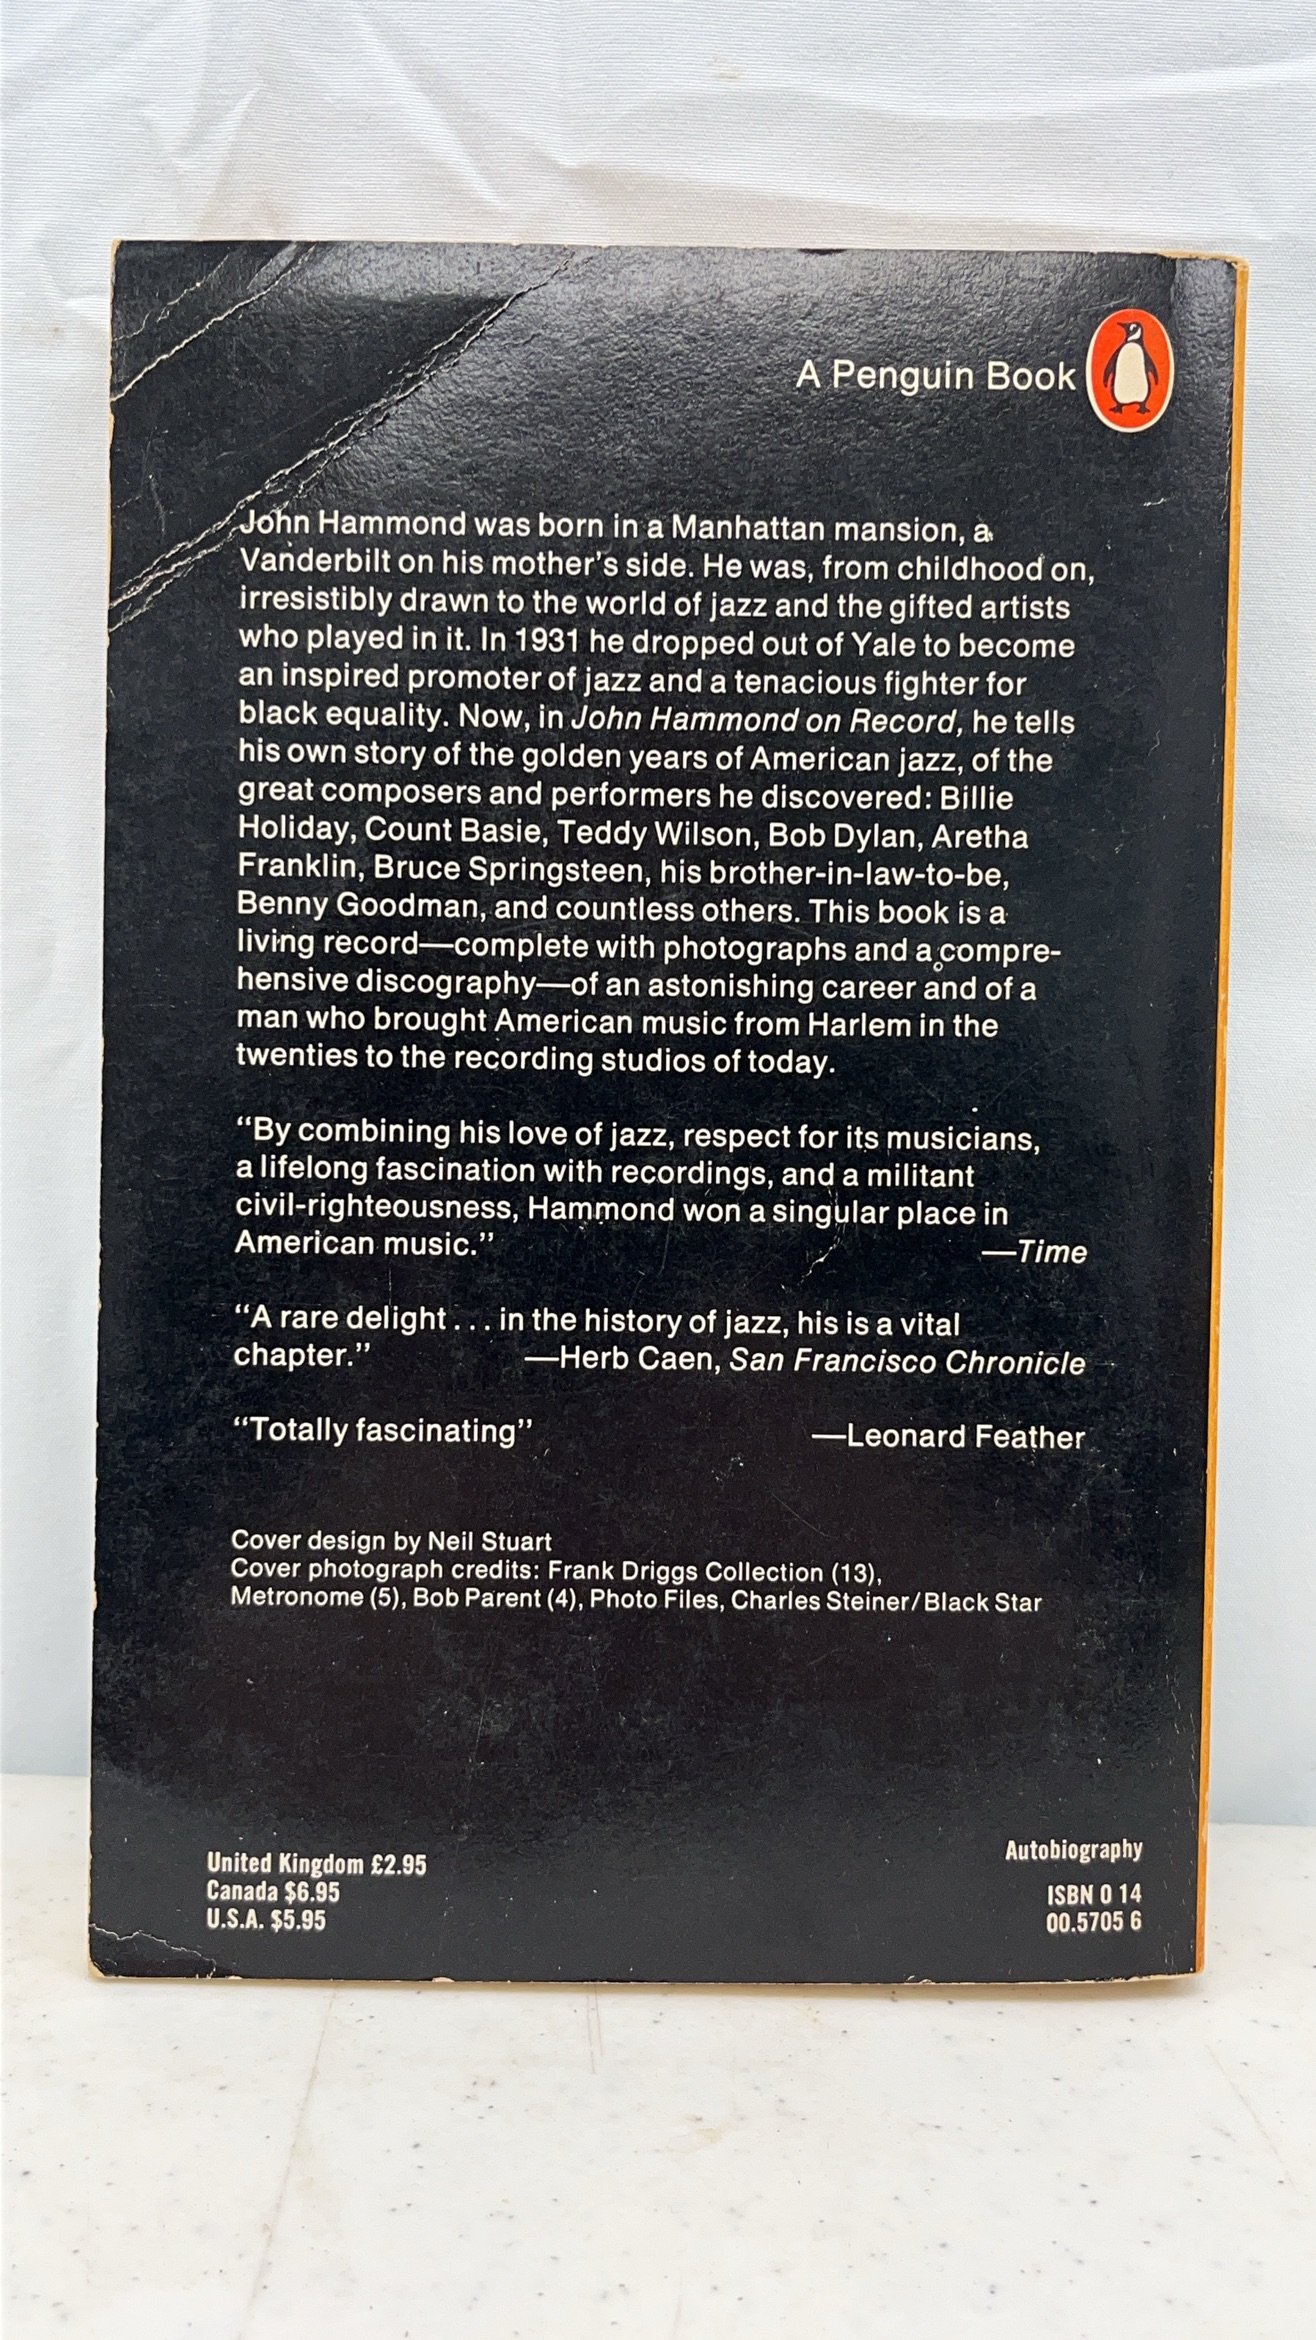 A Penguin Book
John Hammond was born in a Manhattan mansion, a
Vanderbilt on his mother's side. He was, from childhood on,
irresistibly drawn to the world of jazz and the gifted artists
who played in it. In 1931 he dropped out of Yale to become
an inspired promoter of jazz and a tenacious fighter for
black equality. Now, in John Hammond on Record, he tells
his own story of the golden years of American jazz, of the
great composers and performers he discovered: Billie
Holiday, Count Basie, Teddy Wilson, Bob Dylan, Aretha
Franklin, Bruce Springsteen, his brother-in-law-to-be,
Benny Goodman, and countless others. This book is a
living record—complete with photographs and a compre-
hensive discography—of an astonishing career and of a
man who brought American music from Harlem in the
twenties to the recording studios of today.
“By combining his love of jazz, respect for its musicians,
a lifelong fascination with recordings, and a militant
civil-righteousness, Hammond won a singular place in
American music.” —Time
“A rare delight . . . in the history of jazz, his is a vital
chapter.” —Herb Caen, San Francisco Chronicle
“Totally fascinating” —Leonard Feather
Cover design by Neil Stuart
Cover photograph credits: Frank Driggs Collection (13),
Metronome (5), Bob Parent (4), Photo Files, Charles Steiner/Black Star
United Kingdom £2.95
Canada $6.95
U.S.A. $5.95
Autobiography
ISBN 0 14
00.5705 6